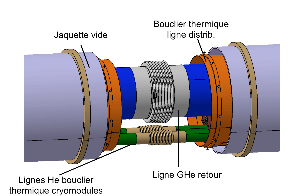 Bouclier thermique
ligne distrib.
Jaquette vide
Ligne GHe retour
Lignes He bouclier
thermique cryomodules